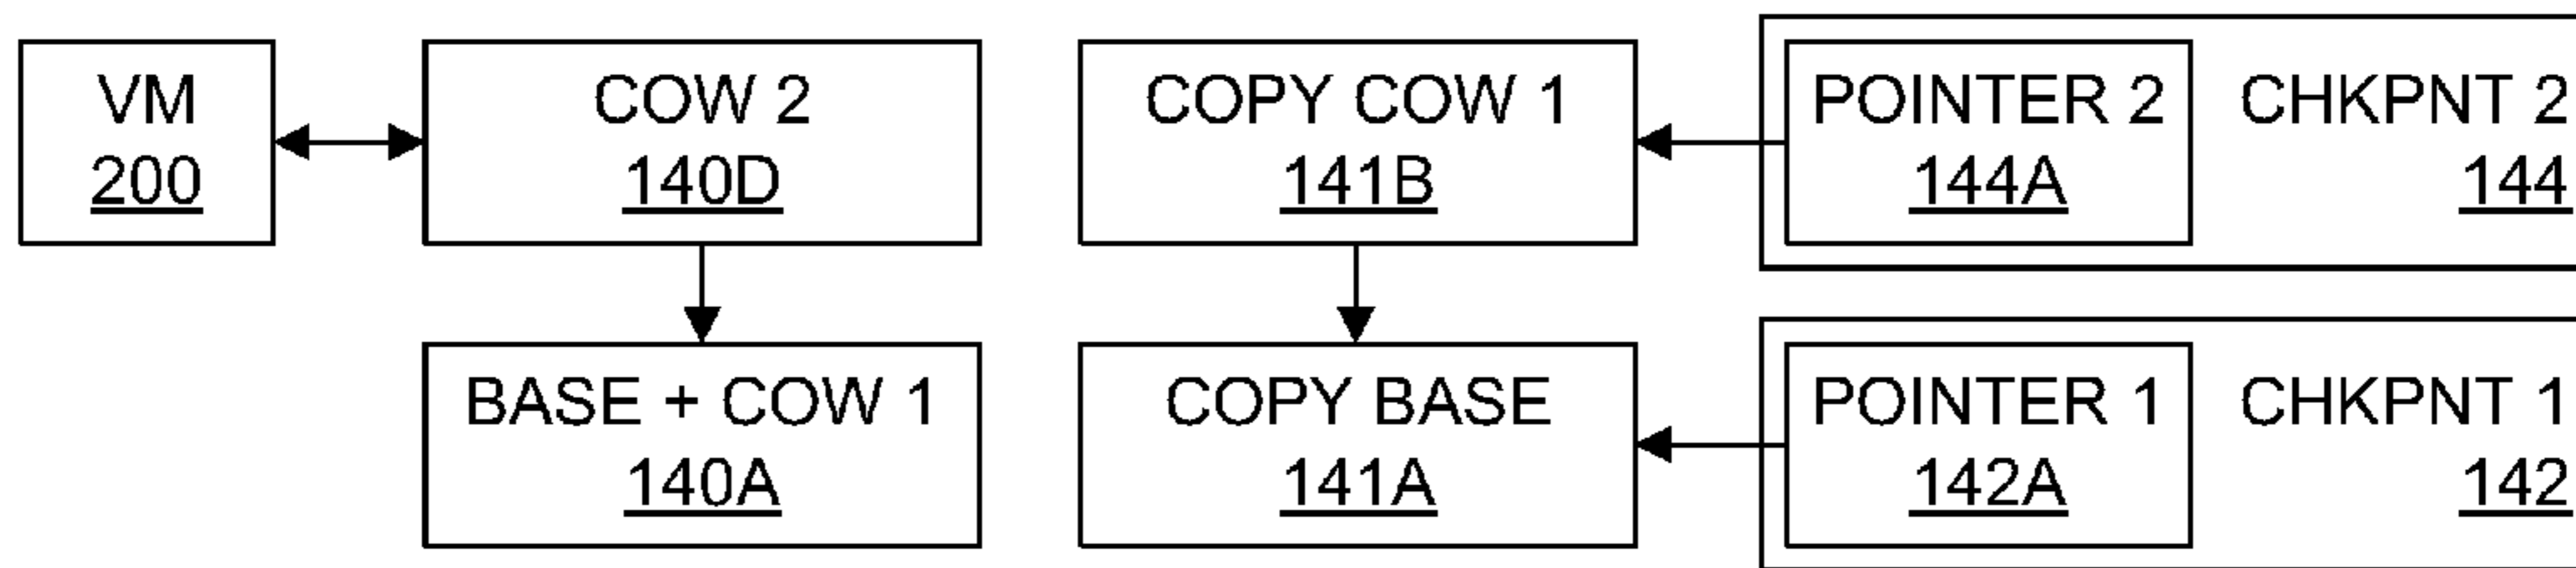 VM
200
COW 2
140D
COPY COW 1
141B
POINTER 2
144A
CHKPNT 2
144
BASE + COW 1
140A
COPY BASE
141A
POINTER 1
142A
CHKPNT 1
142